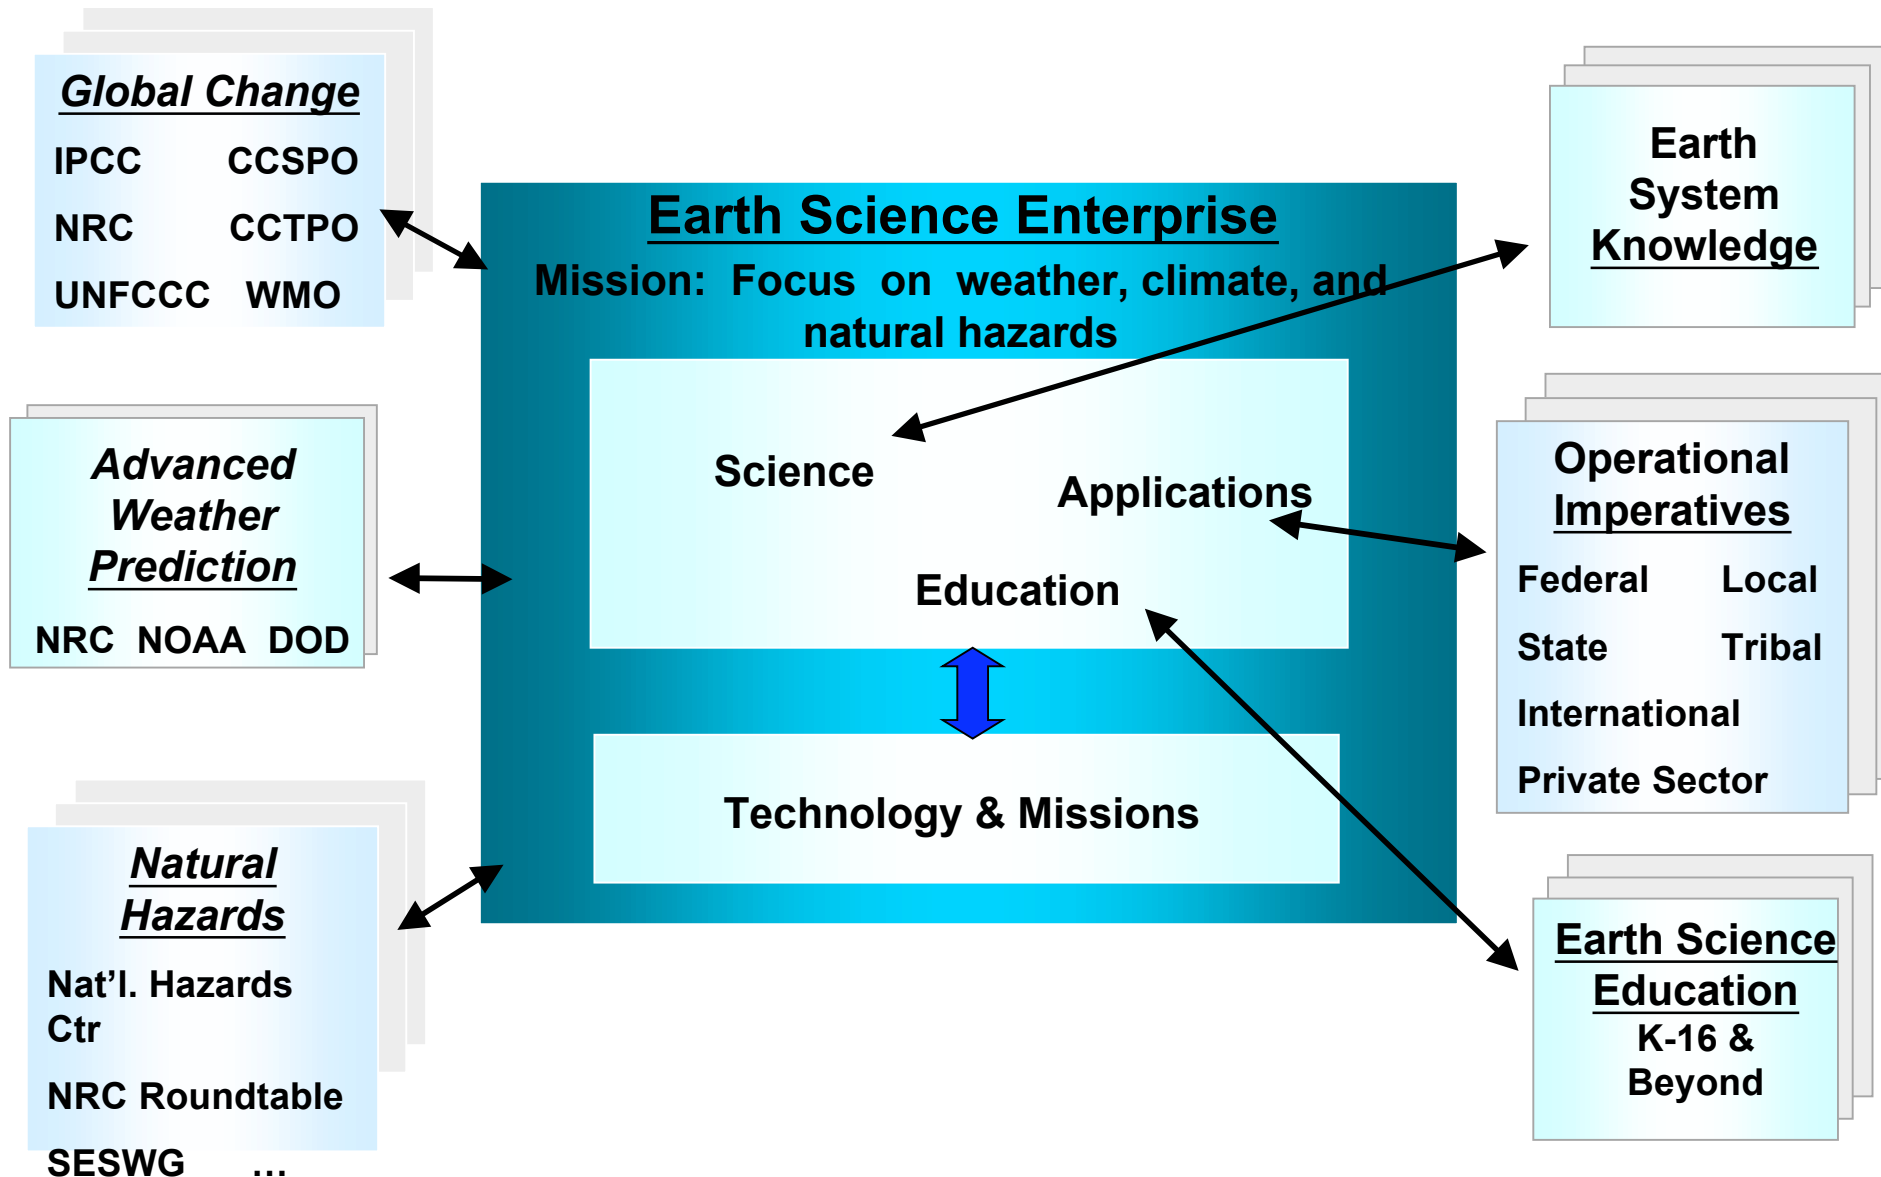 Global Change
IPCC CCSPO
NRC CCTPO
UNFCCC WMO
Advanced
Weather
Prediction
NRC NOAA DOD
Natural
Hazards
Nat’l. Hazards
Ctr
NRC Roundtable
SESWG …
Earth Science Enterprise
Mission: Focus on weather, climate, and
natural hazards
Science
Applications
Education
Technology & Missions
Earth
System
Knowledge
Operational
Imperatives
Federal Local
State Tribal
International
Private Sector
Earth Science
Education
K-16 &
Beyond